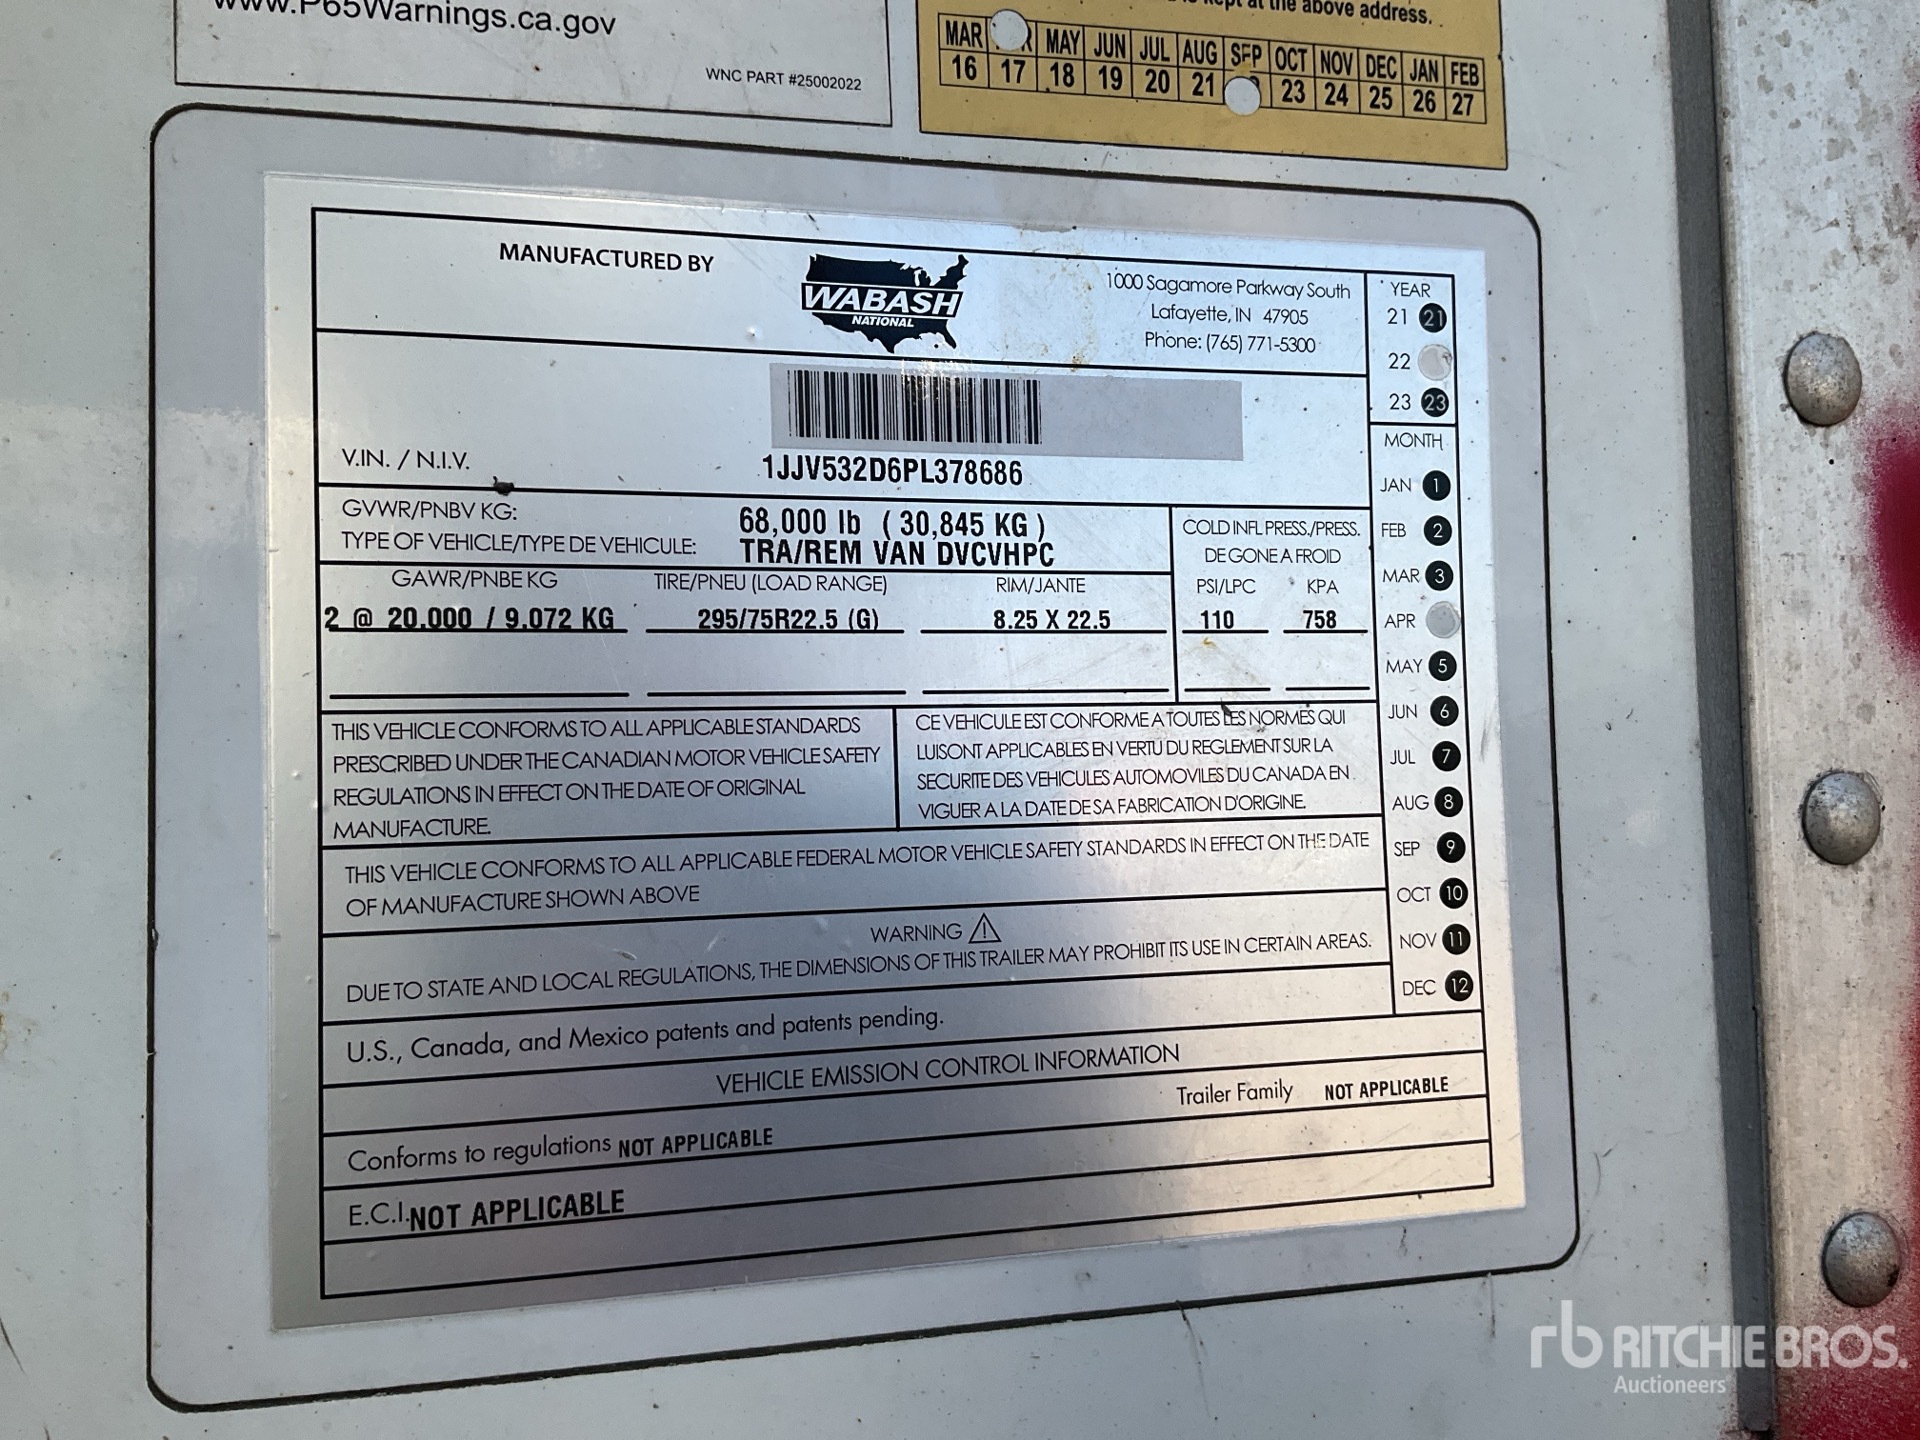 www.P65Warnings.ca.gov
WNC PART #25002022
kept at the above address.
MAR MAY JUN JUL AUG SEP OCT NOV DEC JAN FEB
16 17 18 19 20 21 23 24 25 26 27
MANUFACTURED BY
WABASH
NATIONAL
1000 Sagamore Parkway South
Lafayette, IN 47905
Phone: (765) 771-5300
YEAR
21 21
22
23 23
V.IN. / N.I.V.
1JJV532D6PL378686
GVWR/PNBV KG: 68,000 lb ( 30,845 KG )
TYPE OF VEHICLE/TYPE DE VEHICULE: TRA/REM VAN DVCVHPC
COLD INFL PRESS./PRESS.
DE GONE A FROID
GAWR/PNBE KG TIRE/PNEU (LOAD RANGE) RIM/JANTE PSI/LPC KPA
2 @ 20,000 / 9,072 KG 295/75R22.5 (G) 8.25 X 22.5 110 758
MONTH
JAN 1
FEB 2
MAR 3
APR
MAY 5
JUN 6
JUL 7
AUG 8
SEP 9
OCT 10
NOV 11
DEC 12
THIS VEHICLE CONFORMS TO ALL APPLICABLE STANDARDS
PRESCRIBED UNDER THE CANADIAN MOTOR VEHICLE SAFETY
REGULATIONS IN EFFECT ON THE DATE OF ORIGINAL
MANUFACTURE.
CE VEHICULE EST CONFORME A TOUTES LES NORMES QUI
LUISONT APPLICABLES EN VERTU DU REGLEMENT SUR LA
SECURITE DES VEHICULES AUTOMOVILES DU CANADA EN
VIGUER A LA DATE DE SA FABRICATION D'ORIGINE.
THIS VEHICLE CONFORMS TO ALL APPLICABLE FEDERAL MOTOR VEHICLE SAFETY STANDARDS IN EFFECT ON THE DATE
OF MANUFACTURE SHOWN ABOVE
WARNING
DUE TO STATE AND LOCAL REGULATIONS, THE DIMENSIONS OF THIS TRAILER MAY PROHIBIT ITS USE IN CERTAIN AREAS.
U.S., Canada, and Mexico patents and patents pending.
VEHICLE EMISSION CONTROL INFORMATION
Trailer Family NOT APPLICABLE
Conforms to regulations NOT APPLICABLE
E.C.I. NOT APPLICABLE
rb RITCHIE BROS.
Auctioneers